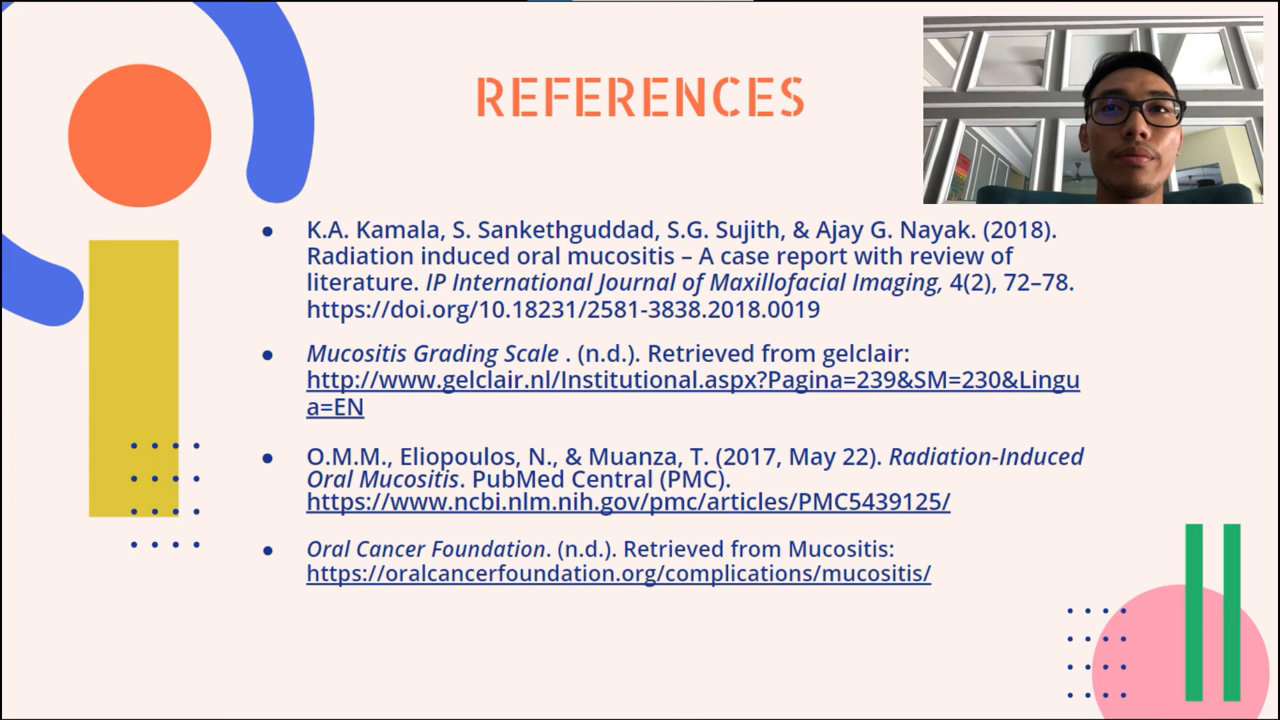 REFERENCES
● K.A. Kamala, S. Sankethguddad, S.G. Sujith, & Ajay G. Nayak. (2018).
Radiation induced oral mucositis – A case report with review of
literature. IP International Journal of Maxillofacial Imaging, 4(2), 72–78.
https://doi.org/10.18231/2581-3838.2018.0019
● Mucositis Grading Scale . (n.d.). Retrieved from gelclair:
http://www.gelclair.nl/Institutional.aspx?Pagina=239&SM=230&Lingu
a=EN
● O.M.M., Eliopoulos, N., & Muanza, T. (2017, May 22). Radiation-Induced
Oral Mucositis. PubMed Central (PMC).
https://www.ncbi.nlm.nih.gov/pmc/articles/PMC5439125/
● Oral Cancer Foundation. (n.d.). Retrieved from Mucositis:
https://oralcancerfoundation.org/complications/mucositis/